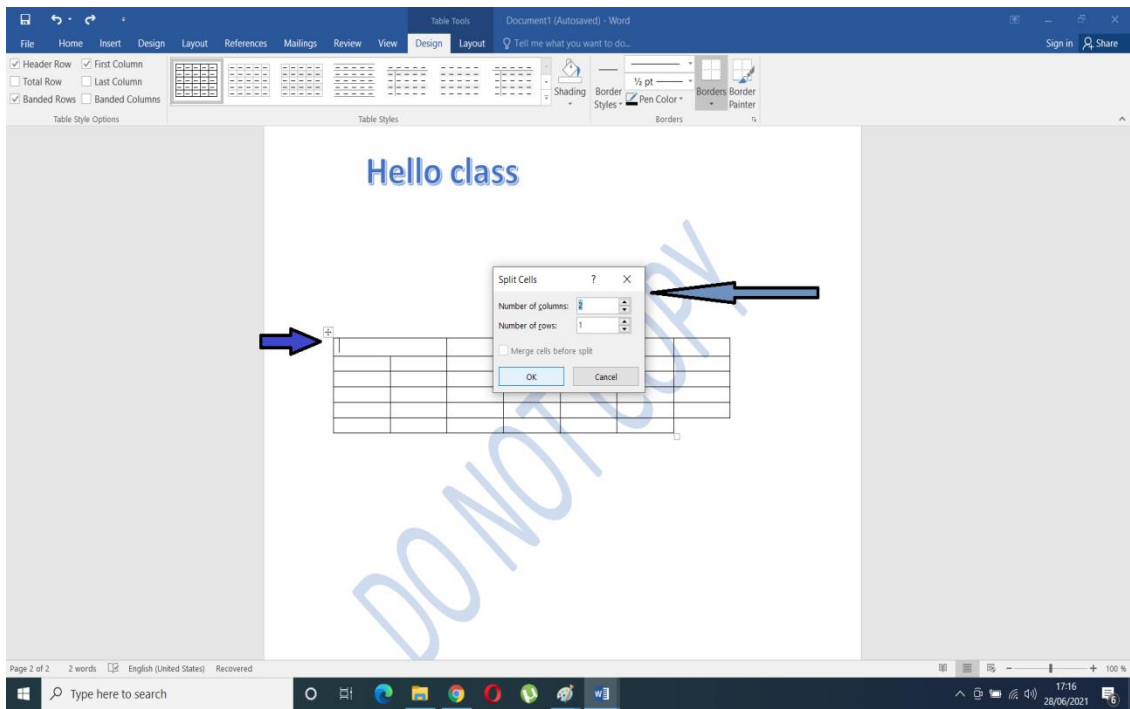 Table Tools Document1 (Autosaved) - Word
File Home Insert Design Layout References Mailings Review View Design Layout Tell me what you want to do... Sign in Share
Header Row First Column
Total Row Last Column
Banded Rows Banded Columns
Shading
Border Styles
½ pt
Pen Color
Borders
Border Painter
Table Style Options Table Styles Borders
Hello class
Split Cells ? X
Number of columns: 2
Number of rows: 1
Merge cells before split
OK Cancel
DO NOT COPY
Page 2 of 2 2 words English (United States) Recovered 100 %
Type here to search
17:16
28/06/2021
6